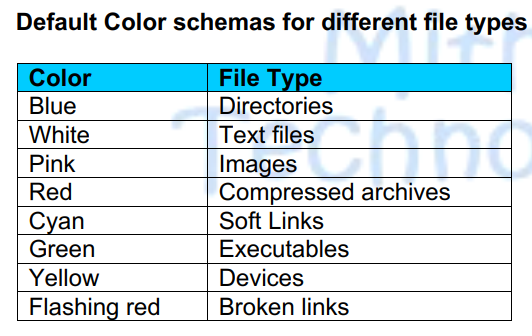 Default Color schemas for different file types
Color File Type
Blue Directories
White Text files
Pink Images
Red Compressed archives
Cyan Soft Links
Green Executables
Yellow Devices
Flashing red Broken links